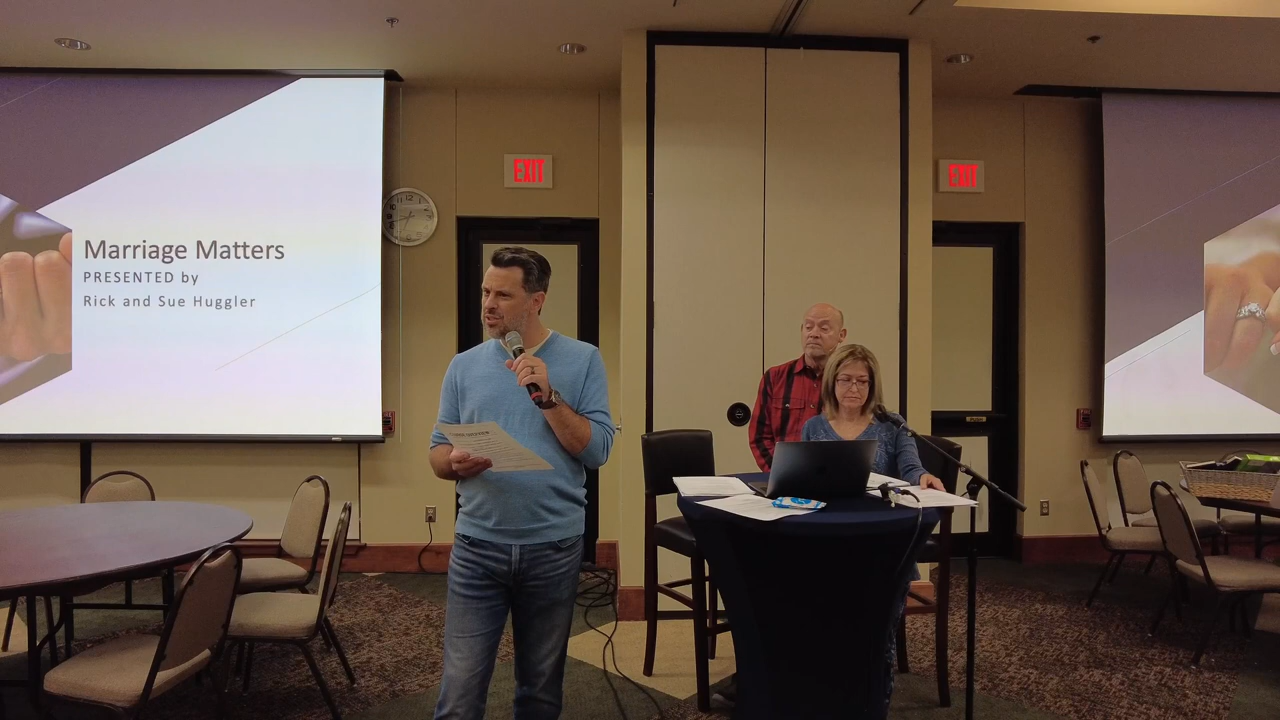 Marriage Matters
PRESENTED by
Rick and Sue Huggler
EXIT
EXIT